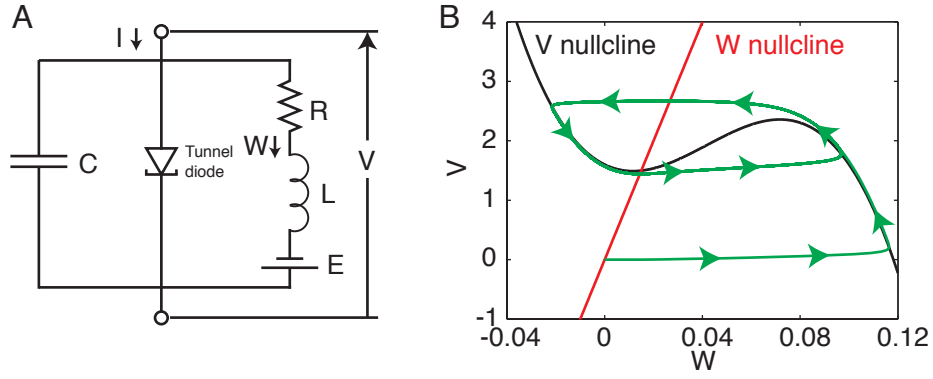 A
I
C
Tunnel
diode
R
W
L
E
V
B
V nullcline
W nullcline
4
3
2
1
0
-1
V
-0.04
0
0.04
0.08
0.12
W